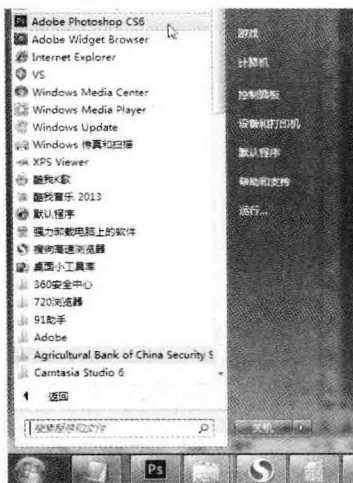 Adobe Photoshop CS6
Adobe Widget Browser
Internet Explorer
VS
Windows Media Center
Windows Media Player
Windows Update
Windows 传真和扫描
XPS Viewer
酷我K歌
酷我音乐 2013
默认程序
强力卸载电脑上的软件
搜狗高速浏览器
桌面小工具库
360安全中心
720浏览器
91助手
Adobe
Agricultural Bank of China Security S
Camtasia Studio 6
返回
搜索程序和文件
游戏
计算机
控制面板
设备和打印机
默认程序
帮助和支持
运行...
关机
Ps